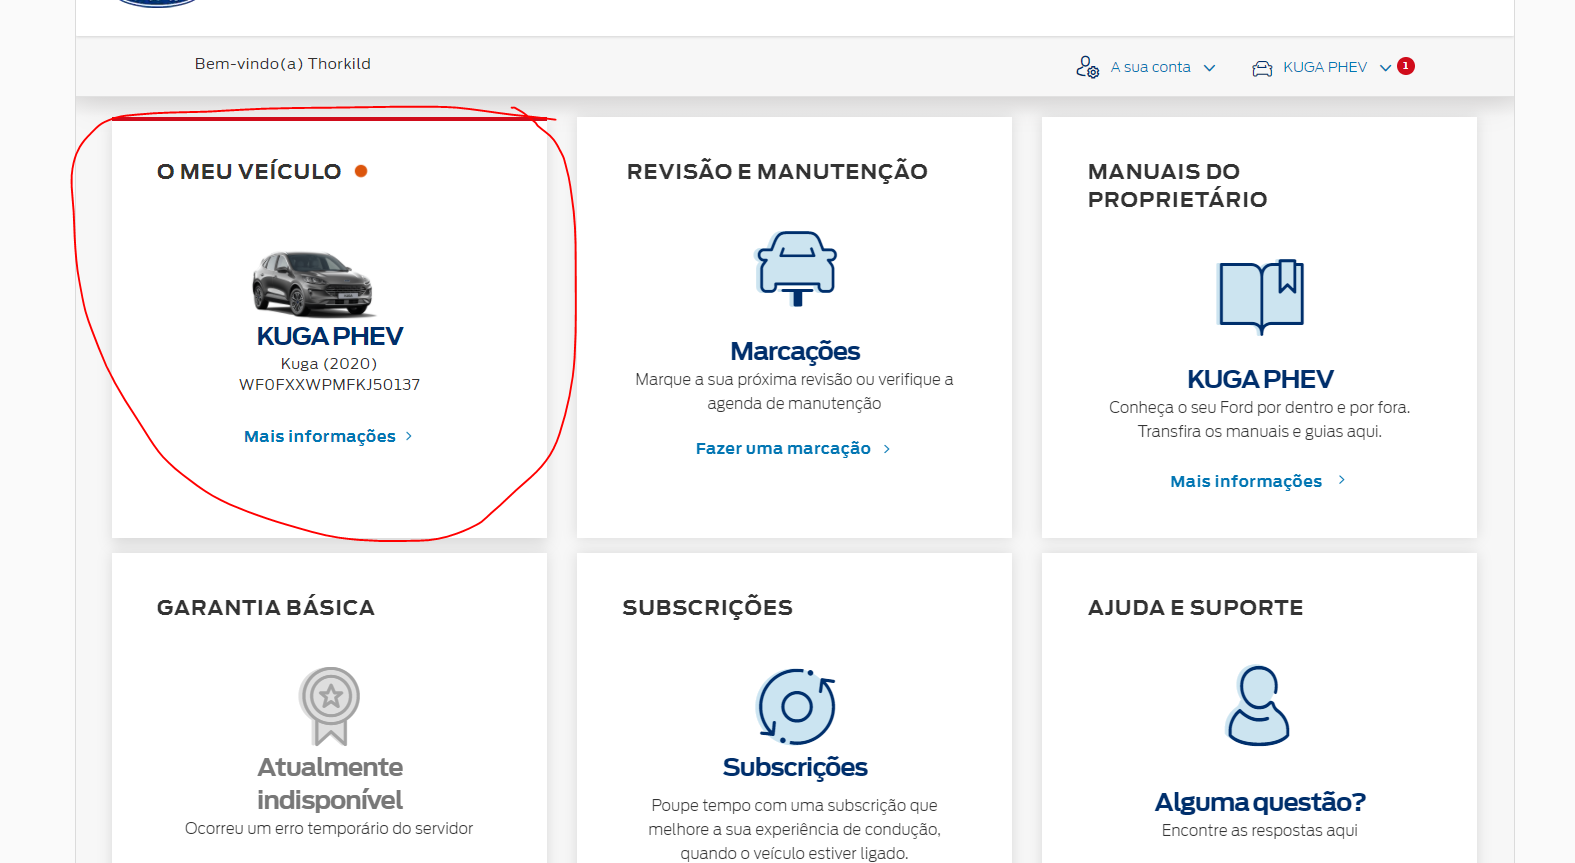 Bem-vindo(a) Thorkild
A sua conta
KUGA PHEV
1
O MEU VEÍCULO
KUGA PHEV
Kuga (2020)
WF0FXXWPMFKJ50137
Mais informações
REVISÃO E MANUTENÇÃO
Marcações
Marque a sua próxima revisão ou verifique a
agenda de manutenção
Fazer uma marcação
MANUAIS DO
PROPRIETÁRIO
KUGA PHEV
Conheça o seu Ford por dentro e por fora.
Transfira os manuais e guias aqui.
Mais informações
GARANTIA BÁSICA
Atualmente
indisponível
Ocorreu um erro temporário do servidor
SUBSCRIÇÕES
Subscrições
Poupe tempo com uma subscrição que
melhore a sua experiência de condução,
quando o veículo estiver ligado.
AJUDA E SUPORTE
Alguma questão?
Encontre as respostas aqui